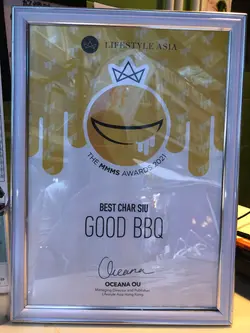 LIFESTYLE ASIA
THE MMMS AWARDS 2021
BEST CHAR SIU
GOOD BBQ
Oceana
OCEANA OU
Managing Director and Publisher
Lifestyle Asia Hong Kong